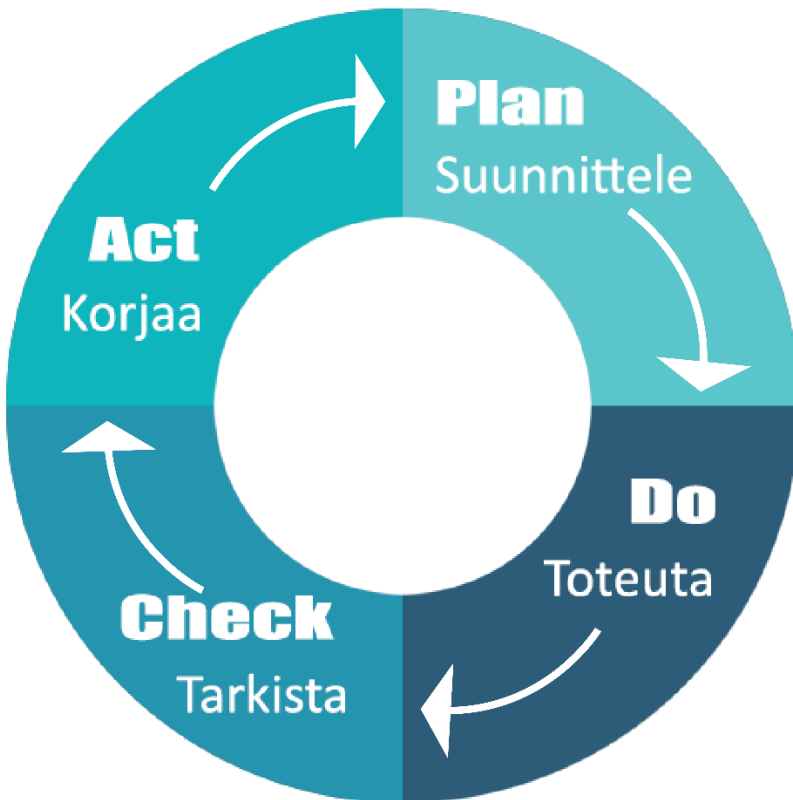 Plan
Suunnittele
Do
Toteuta
Check
Tarkista
Act
Korjaa